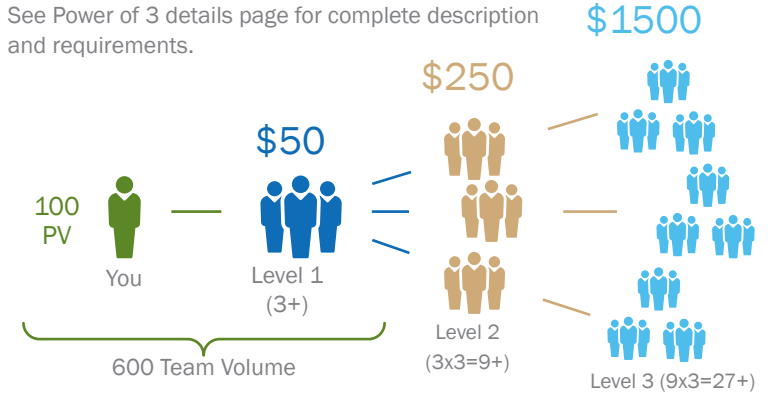 See Power of 3 details page for complete description
and requirements.
$1500
$250
$50
100
PV
You
Level 1
(3+)
600 Team Volume
Level 2
(3x3=9+)
Level 3 (9x3=27+)